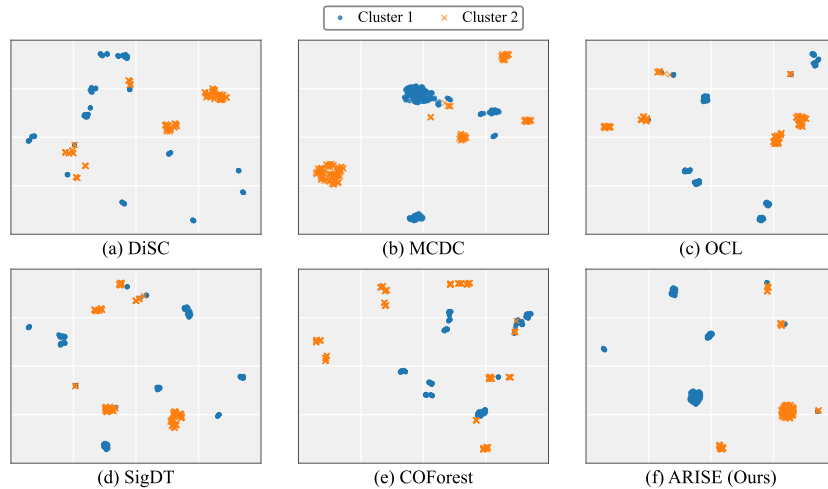 Cluster 1 Cluster 2
(a) DiSC (b) MCDC (c) OCL
(d) SigDT (e) COForest (f) ARISE (Ours)